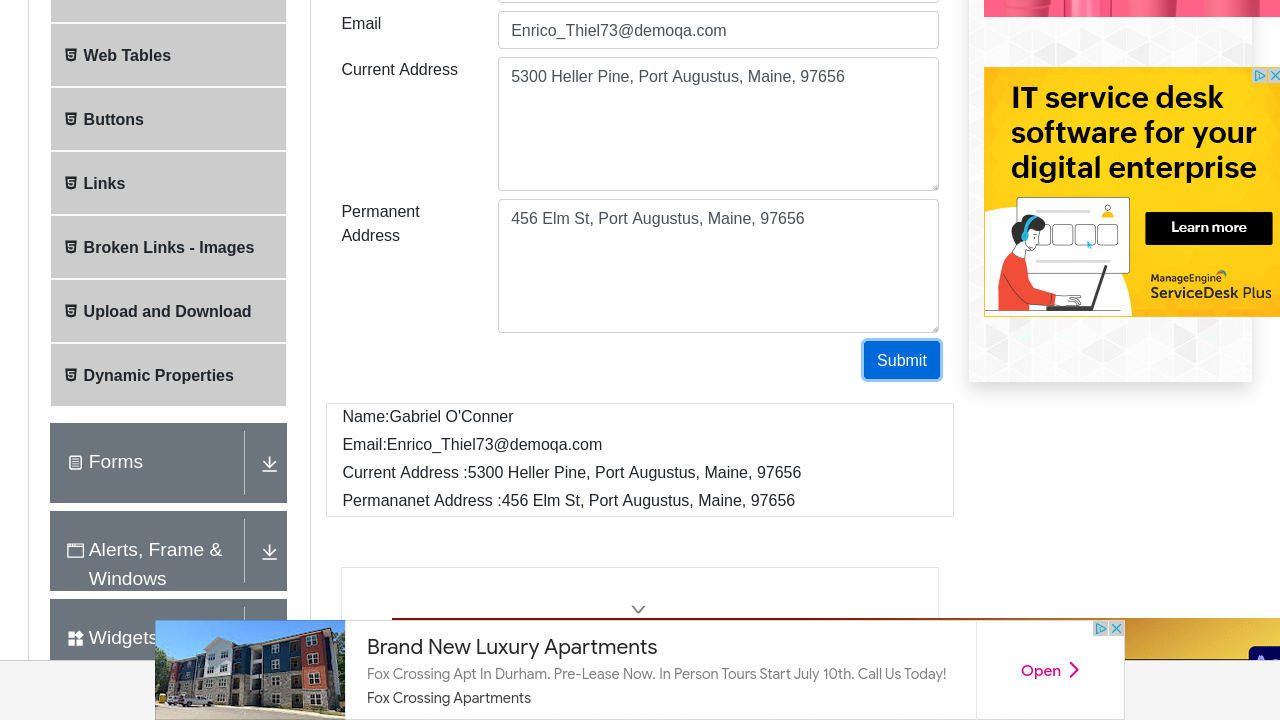 Email
Enrico_Thiel73@demoqa.com
Web Tables
Current Address
5300 Heller Pine, Port Augustus, Maine, 97656
Buttons
Links
Permanent
Address
456 Elm St, Port Augustus, Maine, 97656
Broken Links - Images
Upload and Download
Dynamic Properties
Submit
Name:Gabriel O'Conner
Email:Enrico_Thiel73@demoqa.com
Current Address :5300 Heller Pine, Port Augustus, Maine, 97656
Permananet Address :456 Elm St, Port Augustus, Maine, 97656
Forms
Alerts, Frame &
Windows
Widgets
IT service desk
software for your
digital enterprise
Learn more
ManageEngine
ServiceDesk Plus
Brand New Luxury Apartments
Fox Crossing Apt In Durham. Pre-Lease Now. In Person Tours Start July 10th. Call Us Today!
Fox Crossing Apartments
Open